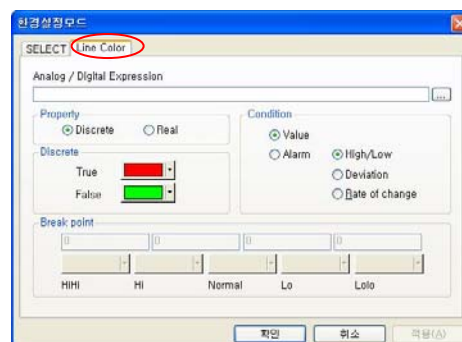 환경설정모드
SELECT Line Color
Analog / Digital Expression
...
Property
Discrete Real
Condition
Value
Alarm High/Low
Deviation
Rate of change
Discrete
True
False
Break point
0 0 0 0
HiHi Hi Normal Lo Lolo
확인 취소 적용(A)